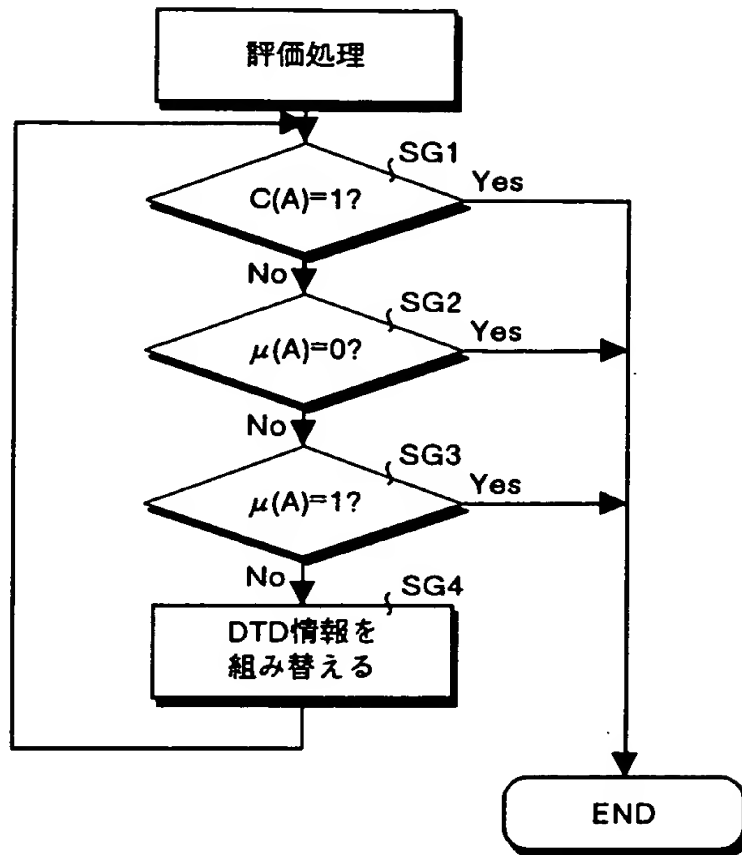 評価処理
SG1
C(A)=1?
Yes
No
SG2
μ(A)=0?
Yes
No
SG3
μ(A)=1?
Yes
No
SG4
DTD情報を
組み替える
END